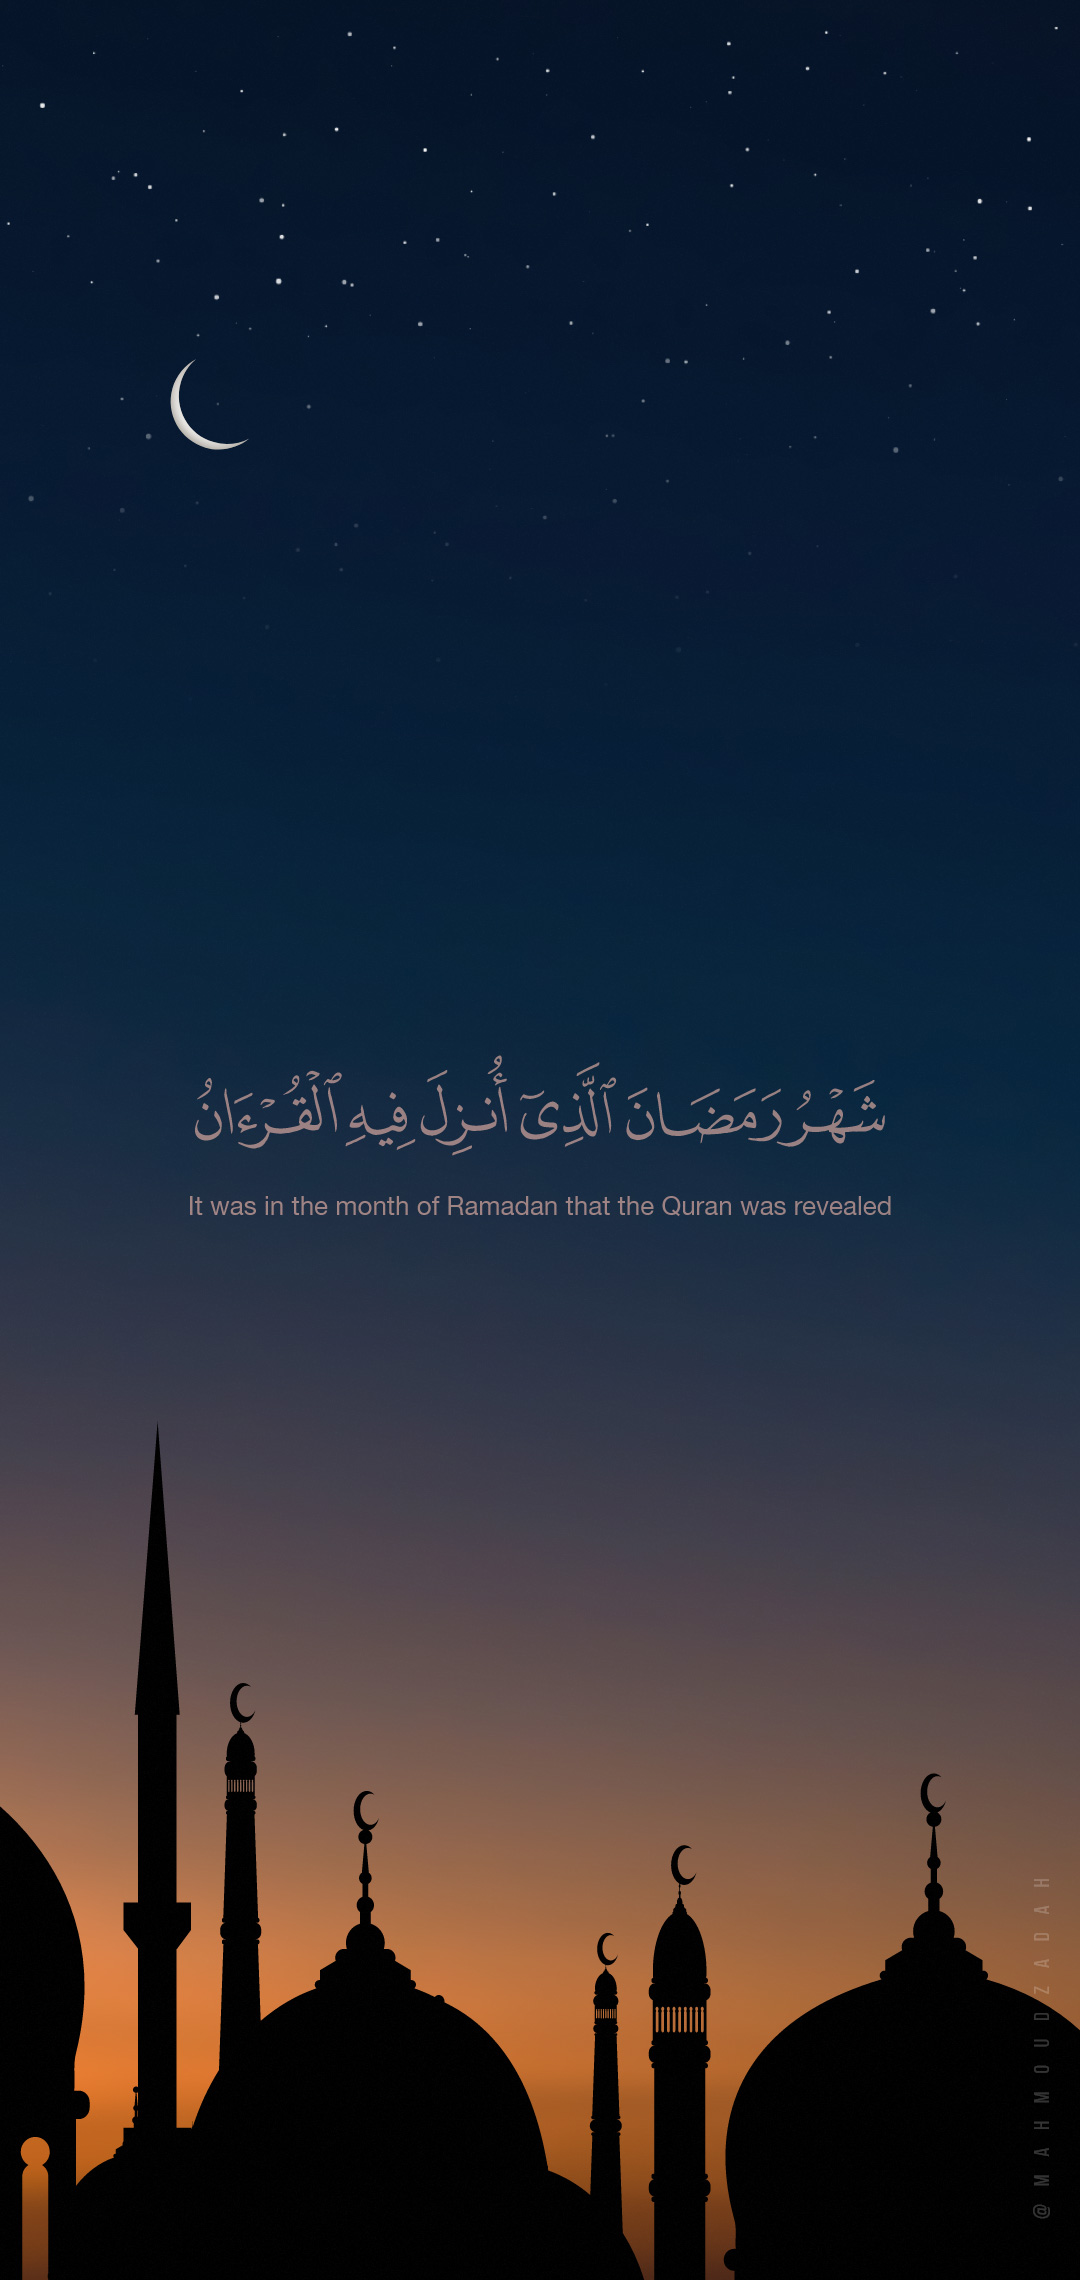 شَهْرُ رَمَضَانَ ٱلَّذِىٓ أُنزِلَ فِيهِ ٱلْقُرْءَانُ
It was in the month of Ramadan that the Quran was revealed
@MAHMOUDZADAH